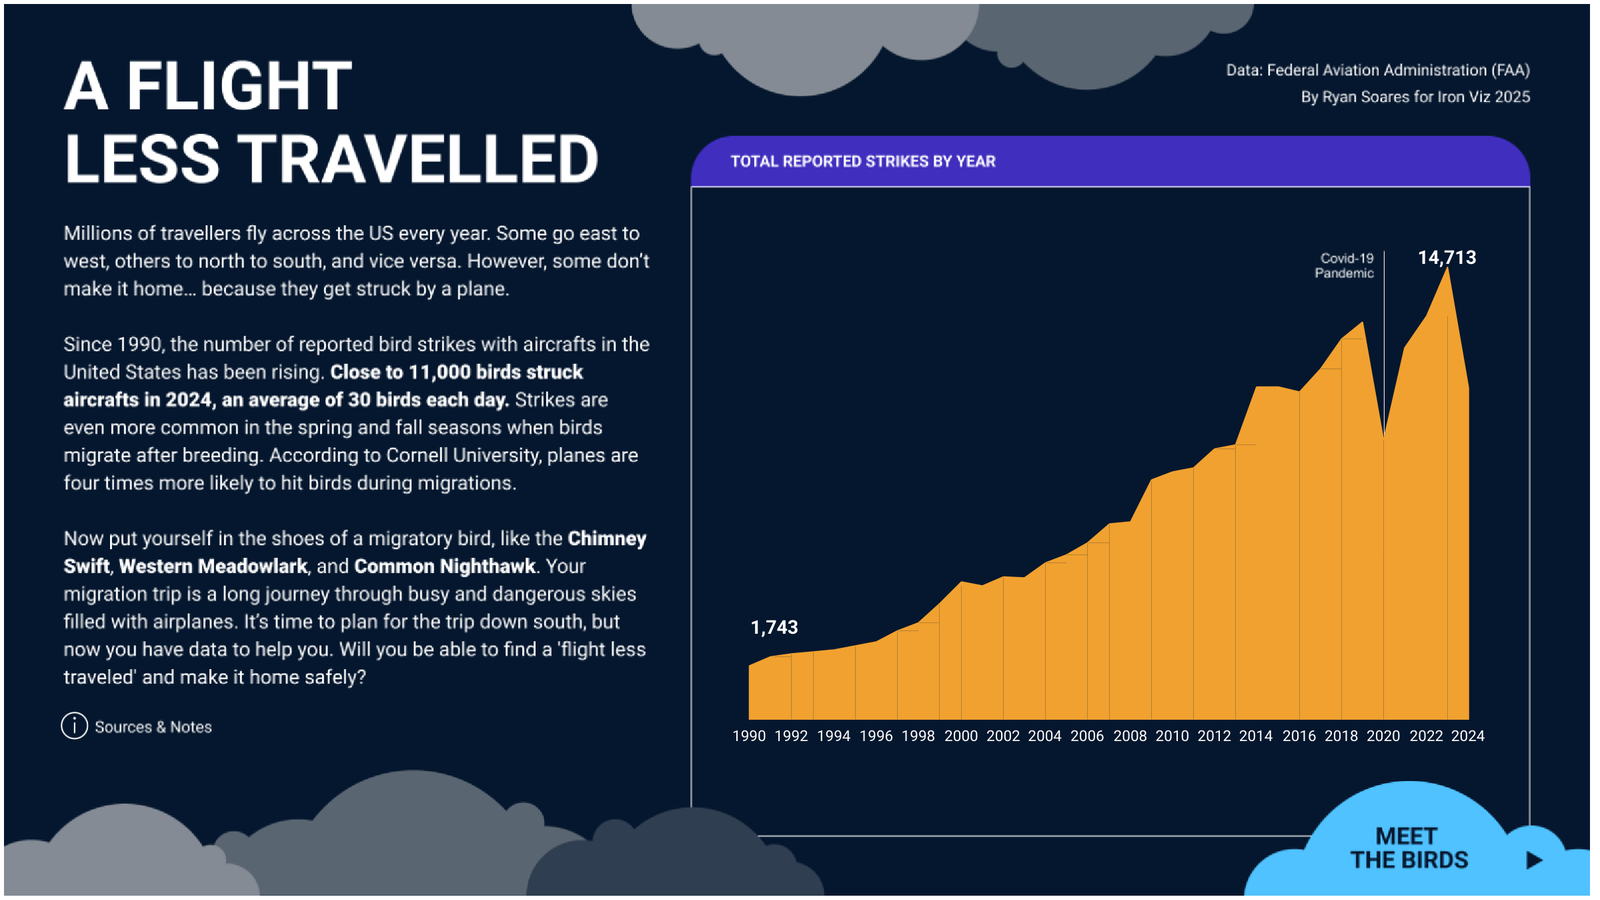 A FLIGHT
LESS TRAVELLED
Millions of travellers fly across the US every year. Some go east to
west, others to north to south, and vice versa. However, some don't
make it home... because they get struck by a plane.
Since 1990, the number of reported bird strikes with aircrafts in the
United States has been rising. Close to 11,000 birds struck
aircrafts in 2024, an average of 30 birds each day. Strikes are
even more common in the spring and fall seasons when birds
migrate after breeding. According to Cornell University, planes are
four times more likely to hit birds during migrations.
Now put yourself in the shoes of a migratory bird, like the Chimney
Swift, Western Meadowlark, and Common Nighthawk. Your
migration trip is a long journey through busy and dangerous skies
filled with airplanes. It's time to plan for the trip down south, but
now you have data to help you. Will you be able to find a 'flight less
traveled' and make it home safely?
i Sources & Notes
Data: Federal Aviation Administration (FAA)
By Ryan Soares for Iron Viz 2025
TOTAL REPORTED STRIKES BY YEAR
Covid-19
Pandemic
14,713
1,743
1990 1992 1994 1996 1998 2000 2002 2004 2006 2008 2010 2012 2014 2016 2018 2020 2022 2024
MEET
THE BIRDS